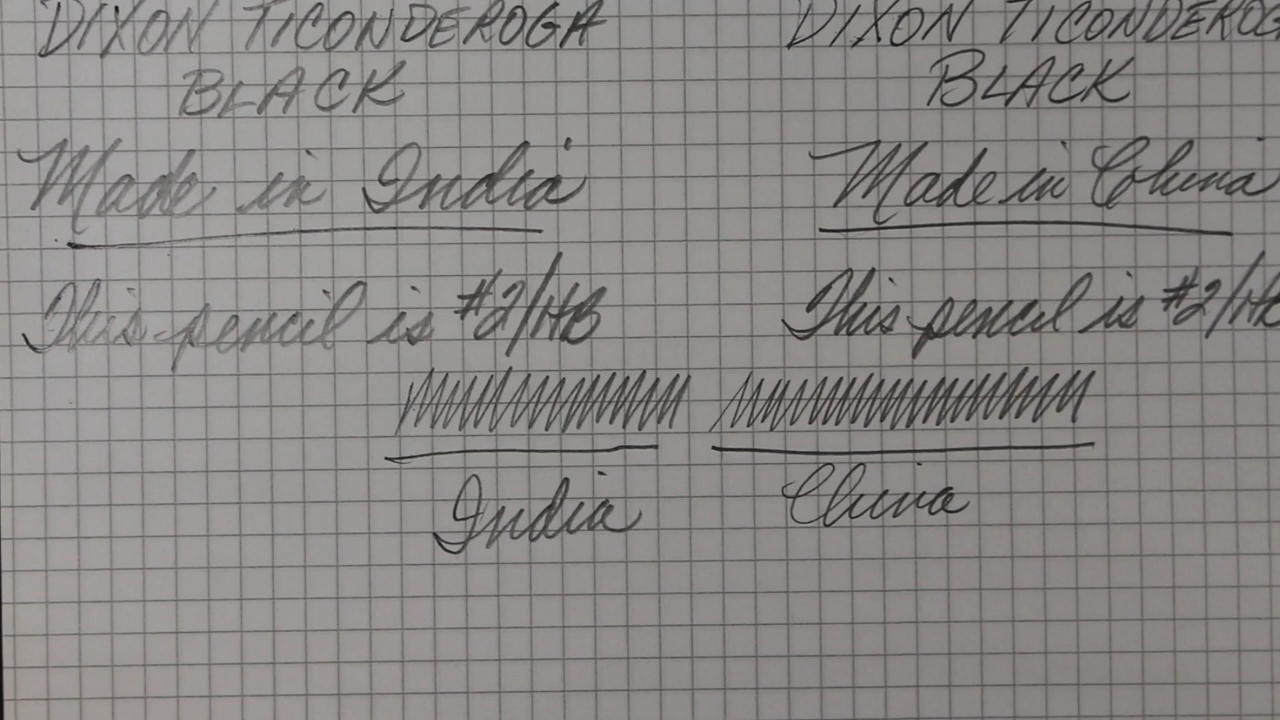 DIXON TICONDEROGA
BLACK
Made in India
This pencil is #2/HB
India
DIXON TICONDEROG
BLACK
Made in China
This pencil is #2/HB
China